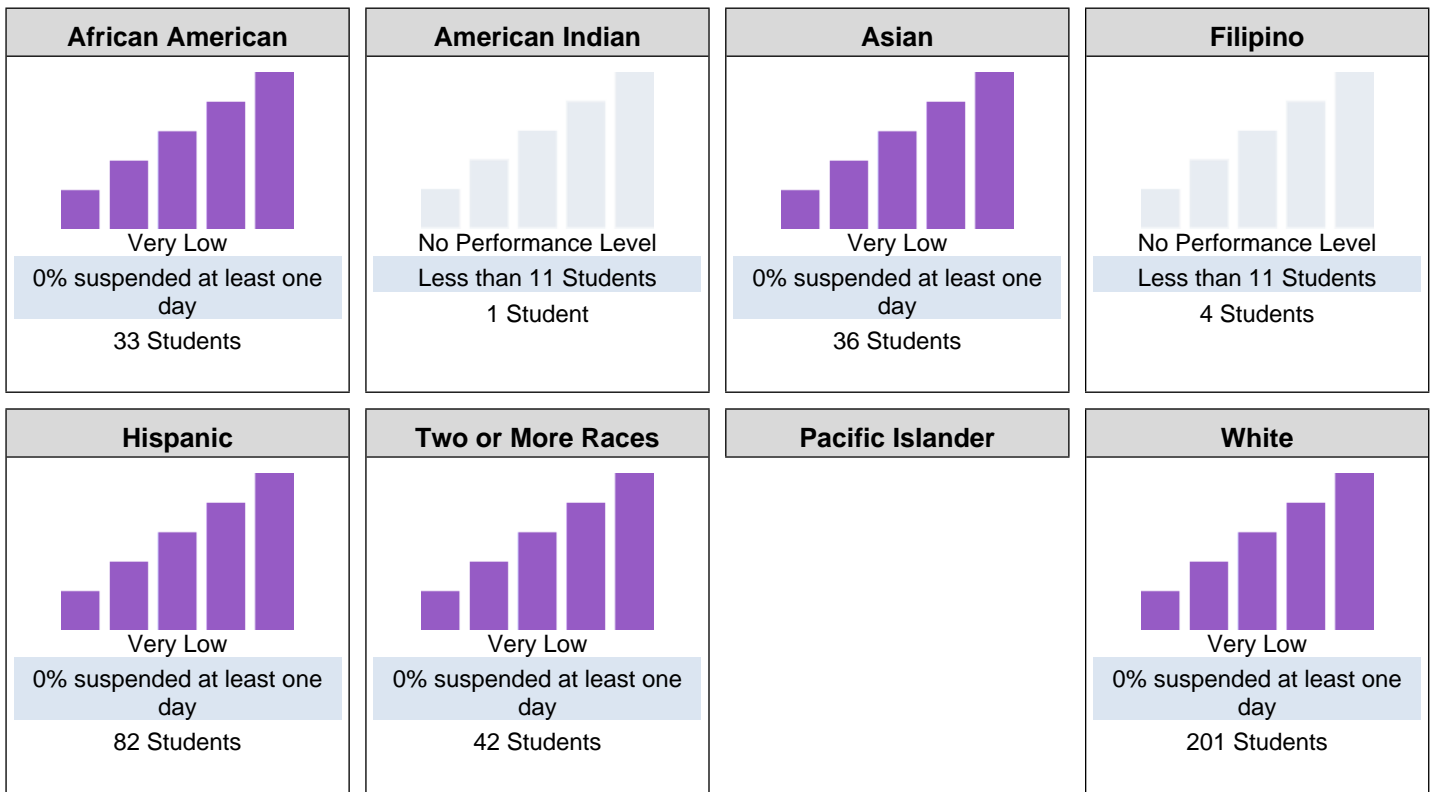 African American
American Indian
Asian
Filipino
Very Low
0% suspended at least one
day
33 Students
No Performance Level
Less than 11 Students
1 Student
Very Low
0% suspended at least one
day
36 Students
No Performance Level
Less than 11 Students
4 Students
Hispanic
Two or More Races
Pacific Islander
White
Very Low
0% suspended at least one
day
82 Students
Very Low
0% suspended at least one
day
42 Students
Very Low
0% suspended at least one
day
201 Students